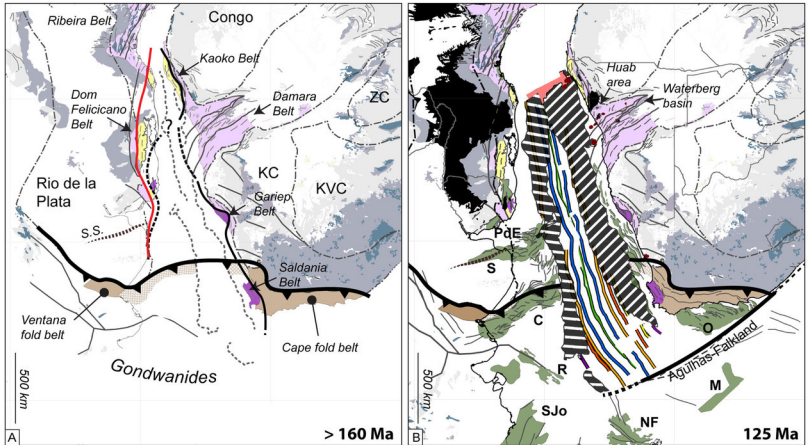 Ribeira Belt
Congo
Kaoko Belt
Dom
Felicicano
Belt
Damara
Belt
ZC
Rio de la
Plata
KC
KVC
Gariep
Belt
S.S.
Saldania
Belt
Ventana
fold belt
Cape fold belt
Gondwanides
500 km
A
> 160 Ma
Huab
area
Waterberg
basin
PdE
S
C
O
Agulhas-Falkland
R
M
SJo
NF
500 km
B
125 Ma